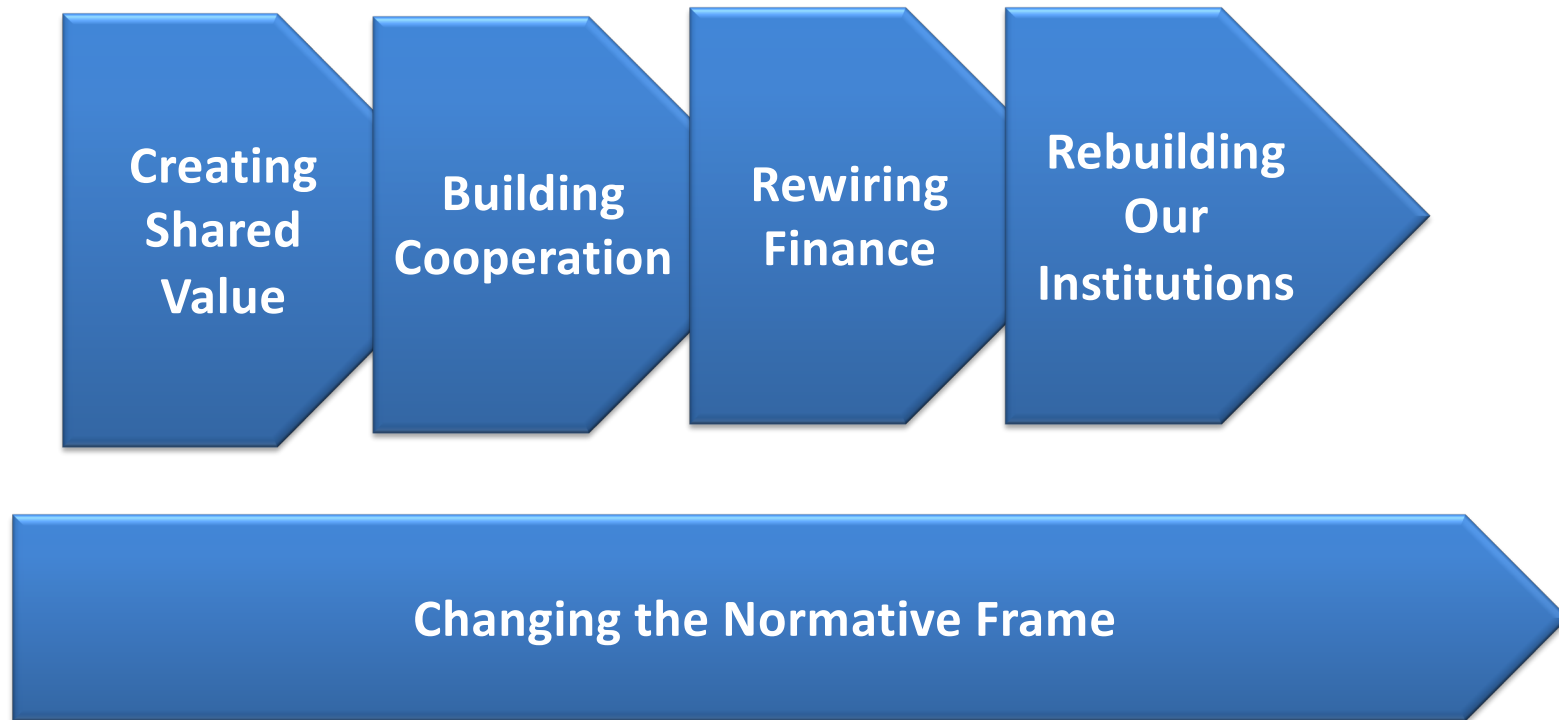 Creating
Shared
Value
Building
Cooperation
Rewiring
Finance
Rebuilding
Our
Institutions
Changing the Normative Frame